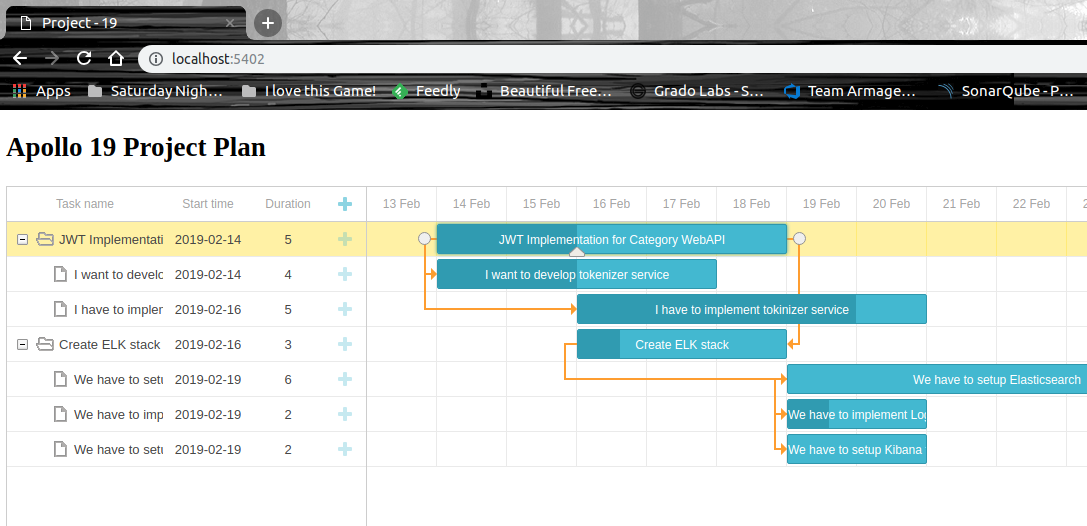 Project - 19
localhost:5402
Apps Saturday Nigh... I love this Game! Feedly Beautiful Free... Grado Labs - S... Team Armage... SonarQube - P...
Apollo 19 Project Plan
Task name Start time Duration 13 Feb 14 Feb 15 Feb 16 Feb 17 Feb 18 Feb 19 Feb 20 Feb 21 Feb 22 Feb 2
JWT Implementati 2019-02-14 5 JWT Implementation for Category WebAPI
I want to develo 2019-02-14 4 I want to develop tokenizer service
I have to implem 2019-02-16 5 I have to implement tokinizer service
Create ELK stack 2019-02-16 3 Create ELK stack
We have to setu 2019-02-19 6 We have to setup Elasticsearch
We have to imp 2019-02-19 2 We have to implement Log
We have to setu 2019-02-19 2 We have to setup Kibana